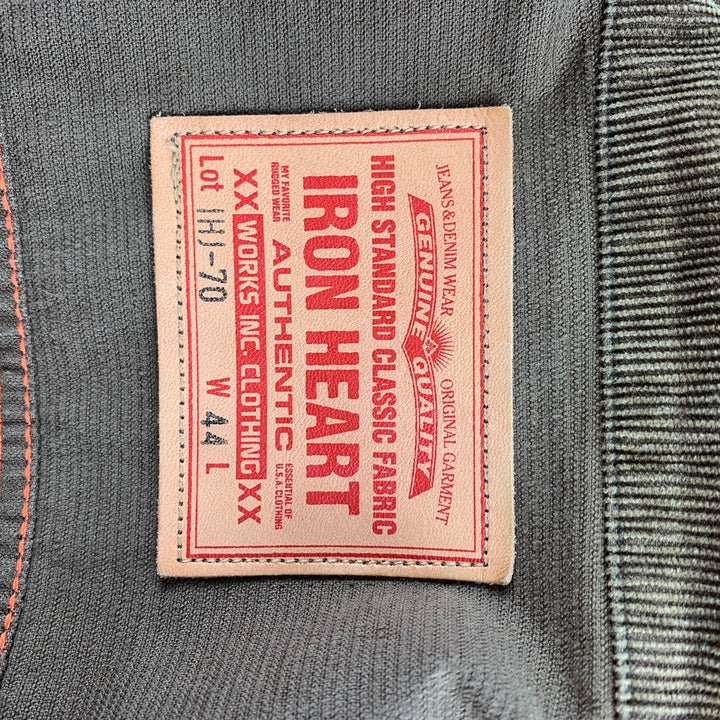 JEANS&DENIM WEAR ORIGINAL GARMENT
GENUINE QUALITY
HIGH STANDARD CLASSIC FABRIC
IRON HEART
MY FAVORITE
RUGGED WEAR
AUTHENTIC
ESSENTIAL OF
U.S.A. CLOTHING
XX WORKS INC. CLOTHING XX
Lot IHJ-70 W 44 L